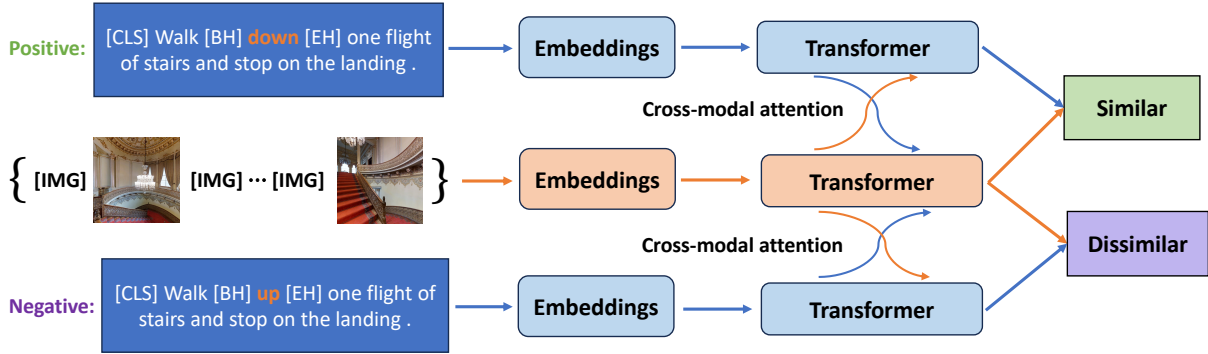 Positive:
[CLS] Walk [BH] down [EH] one flight
of stairs and stop on the landing .
Embeddings
Transformer
Cross-modal attention
Similar
{ [IMG] [IMG] ··· [IMG] }
Embeddings
Transformer
Cross-modal attention
Dissimilar
Negative:
[CLS] Walk [BH] up [EH] one flight of
stairs and stop on the landing .
Embeddings
Transformer